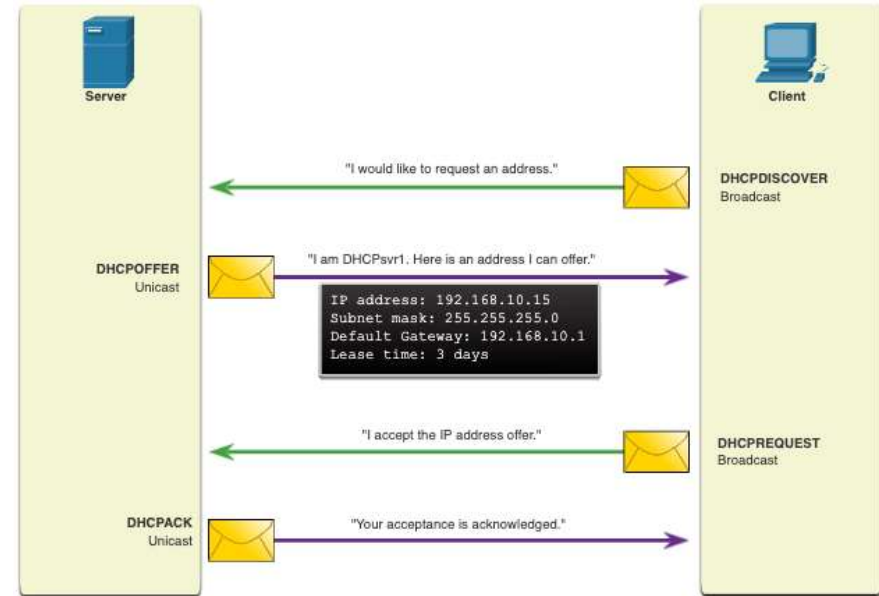 Server
Client
"I would like to request an address."
DHCPDISCOVER
Broadcast
DHCPOFFER
Unicast
"I am DHCPsvr1. Here is an address I can offer."
IP address: 192.168.10.15
Subnet mask: 255.255.255.0
Default Gateway: 192.168.10.1
Lease time: 3 days
"I accept the IP address offer."
DHCPREQUEST
Broadcast
DHCPACK
Unicast
"Your acceptance is acknowledged."